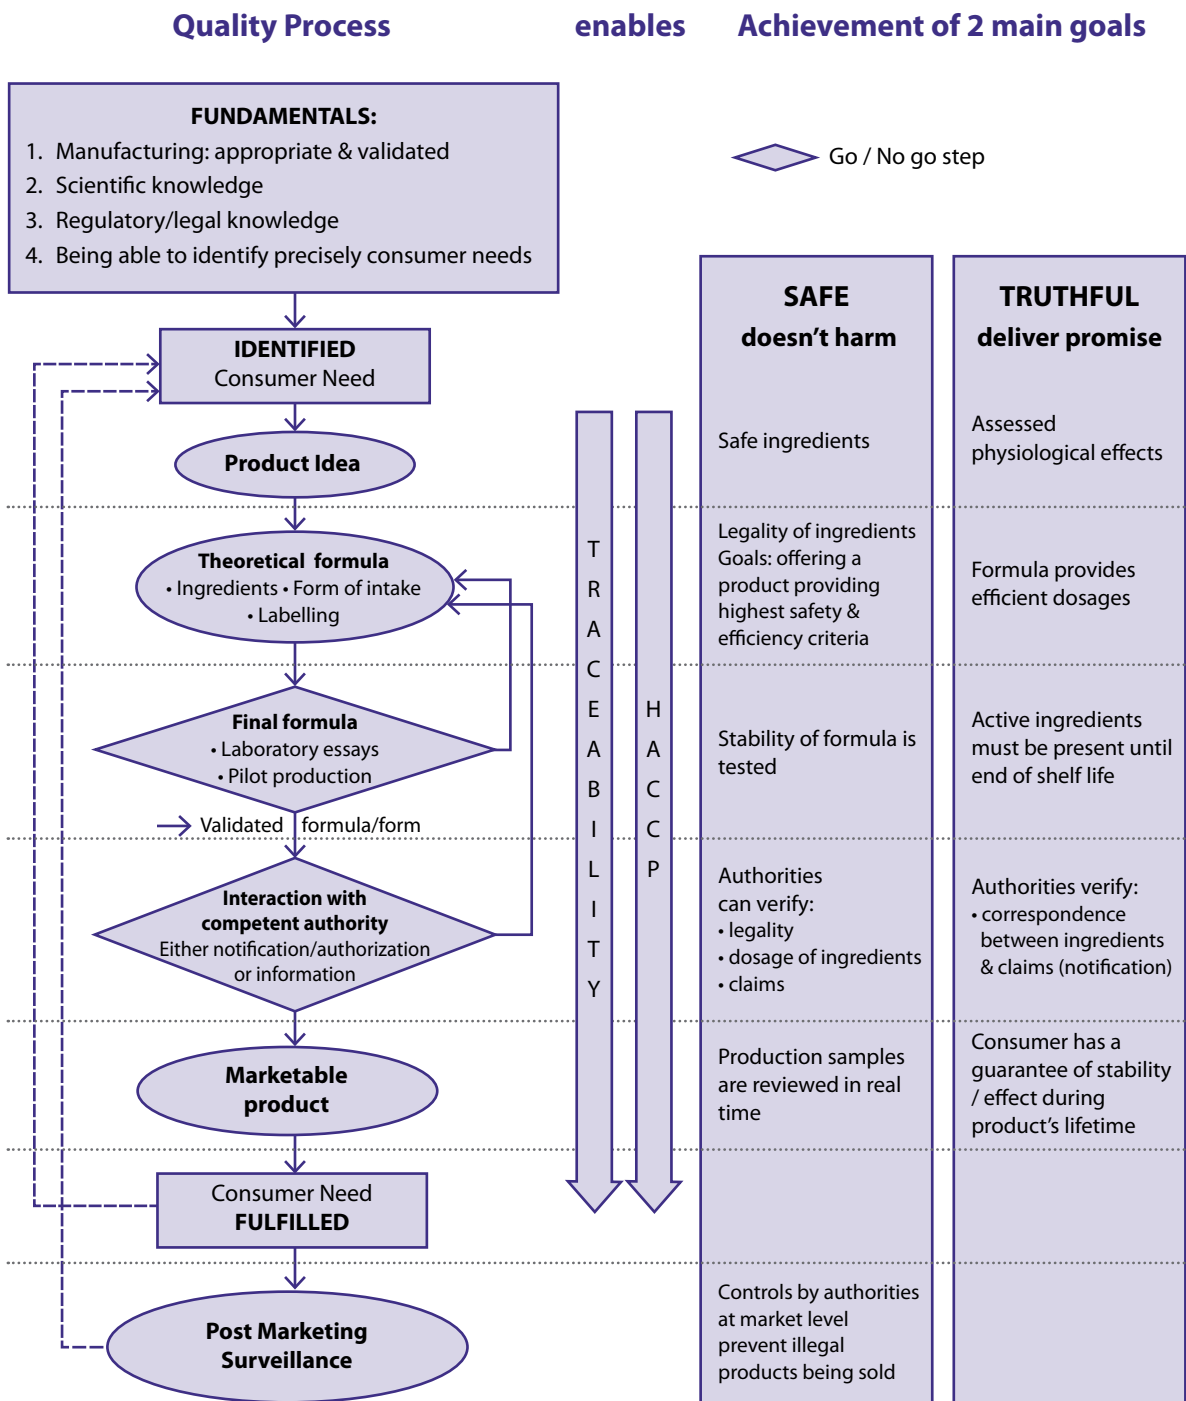 Quality Process enables Achievement of 2 main goals
FUNDAMENTALS:
1. Manufacturing: appropriate & validated
2. Scientific knowledge
3. Regulatory/legal knowledge
4. Being able to identify precisely consumer needs
Go / No go step
IDENTIFIED
Consumer Need
Product Idea
Theoretical formula
• Ingredients • Form of intake
• Labelling
Final formula
• Laboratory essays
• Pilot production
Validated formula/form
Interaction with
competent authority
Either notification/authorization
or information
Marketable
product
Consumer Need
FULFILLED
Post Marketing
Surveillance
TRACEABILITY
HACCP
SAFE
doesn't harm
Safe ingredients
Legality of ingredients
Goals: offering a
product providing
highest safety &
efficiency criteria
Stability of formula is
tested
Authorities
can verify:
• legality
• dosage of ingredients
• claims
Production samples
are reviewed in real
time
Controls by authorities
at market level
prevent illegal
products being sold
TRUTHFUL
deliver promise
Assessed
physiological effects
Formula provides
efficient dosages
Active ingredients
must be present until
end of shelf life
Authorities verify:
• correspondence
between ingredients
& claims (notification)
Consumer has a
guarantee of stability
/ effect during
product's lifetime